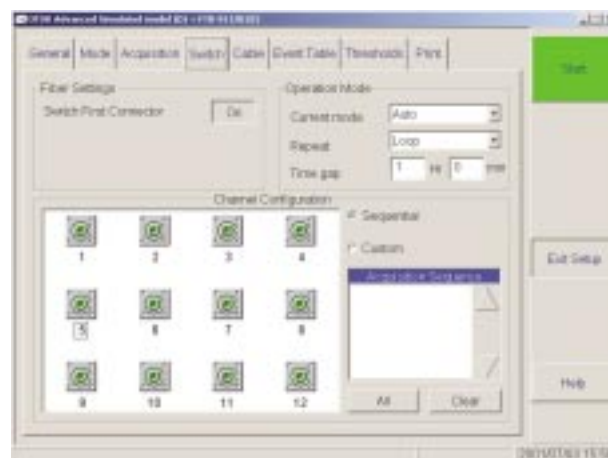 General Mode Acquisition Switch Cable Event Table Thresholds Print
Start
Fiber Settings
Switch First Connector On
Operation Mode
Current mode Auto
Repeat Loop
Time gap 1 Hr 0 min
Channel Configuration
1 2 3 4
5 6 7 8
9 10 11 12
Sequential
Custom
Acquisition Sequence
All Clear
Exit Setup
Help